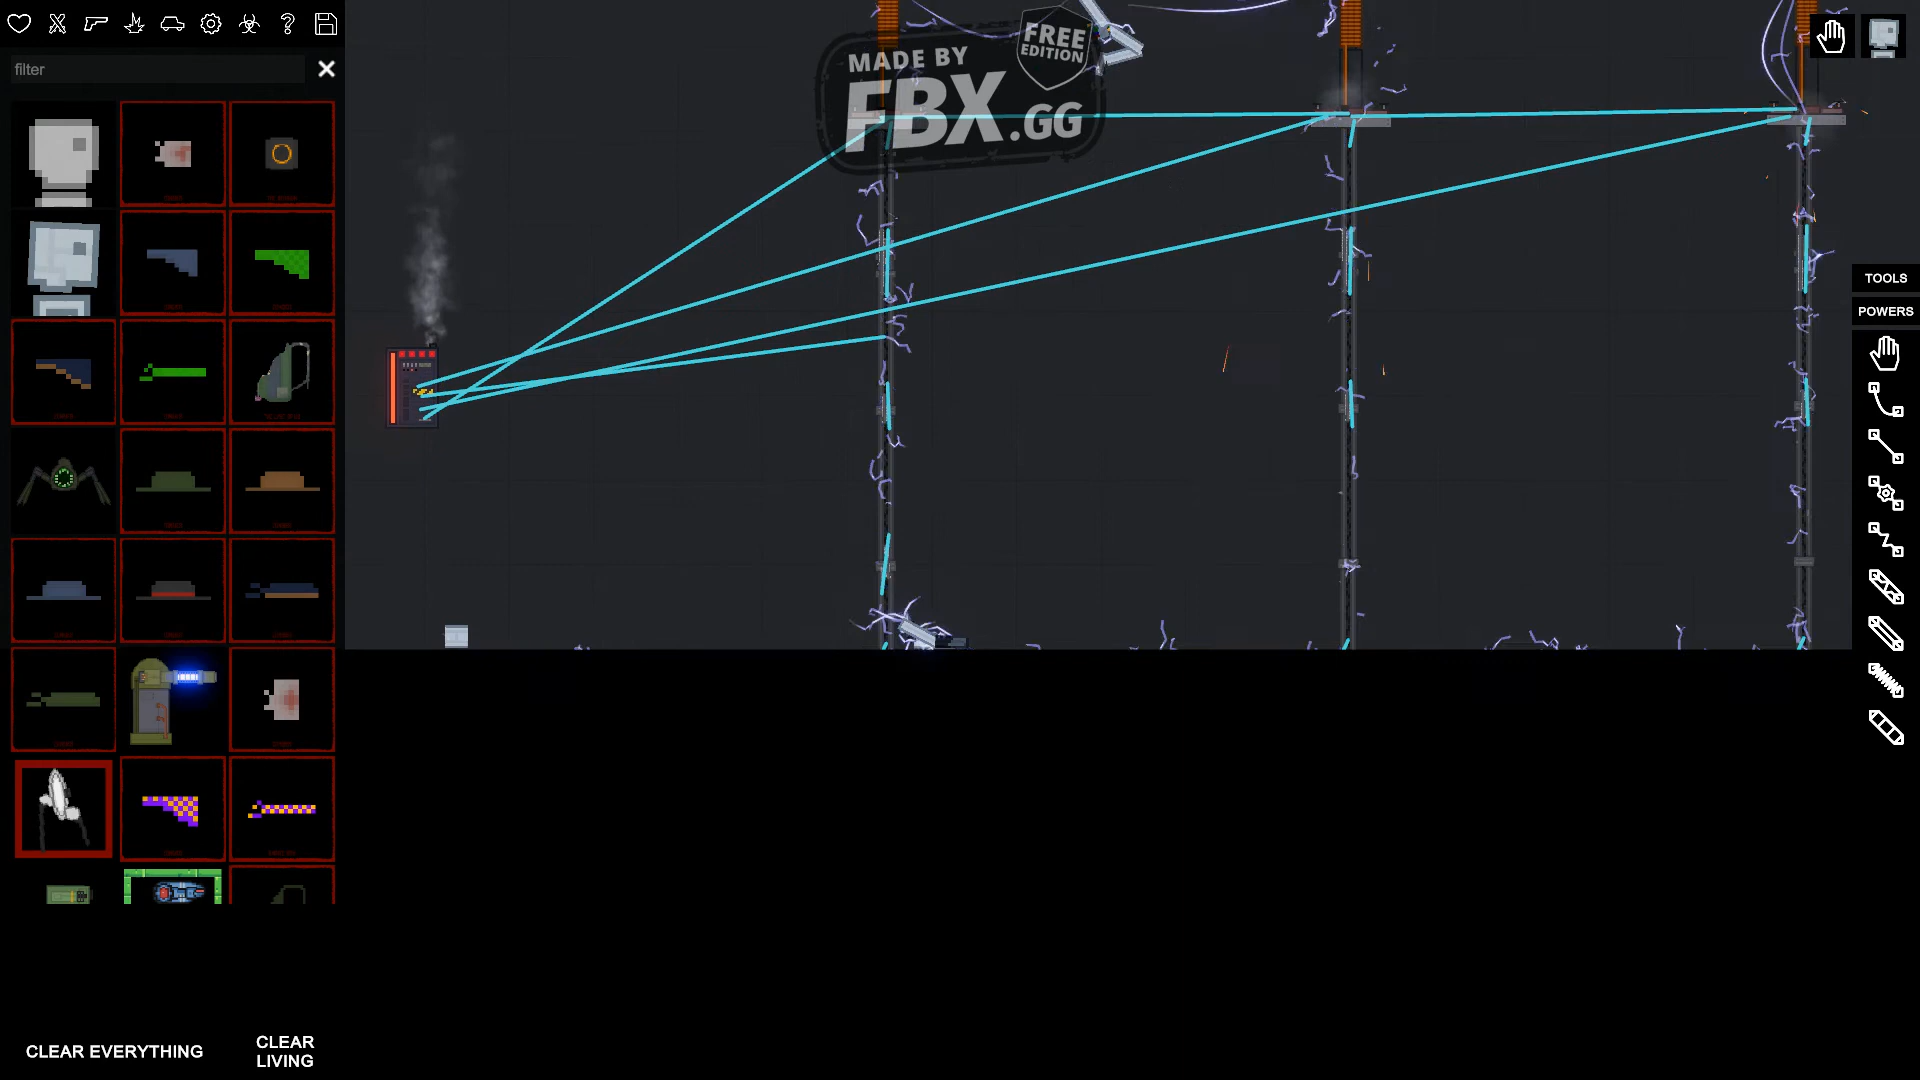 filter
MADE BY
FBX.GG
FREE
EDITION
TOOLS
POWERS
CLEAR EVERYTHING
CLEAR
LIVING